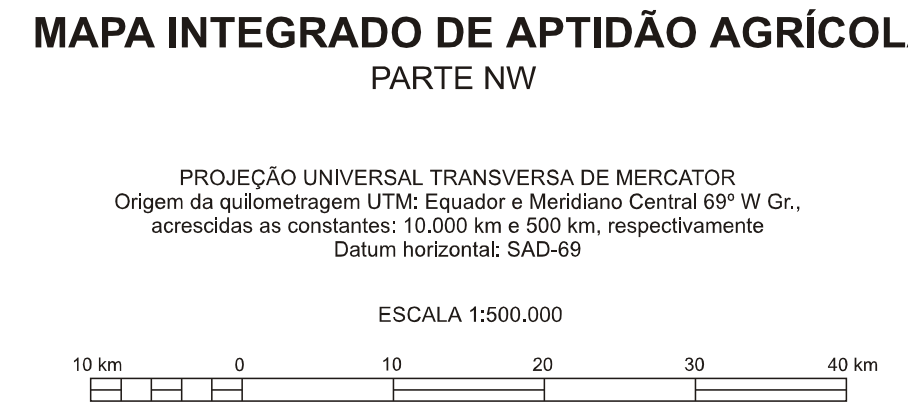 MAPA INTEGRADO DE APTIDÃO AGRÍCOL
PARTE NW
PROJEÇÃO UNIVERSAL TRANSVERSA DE MERCATOR
Origem da quilometragem UTM: Equador e Meridiano Central 69º W Gr.,
acrescidas as constantes: 10.000 km e 500 km, respectivamente
Datum horizontal: SAD-69
ESCALA 1:500.000
10 km 0 10 20 30 40 km